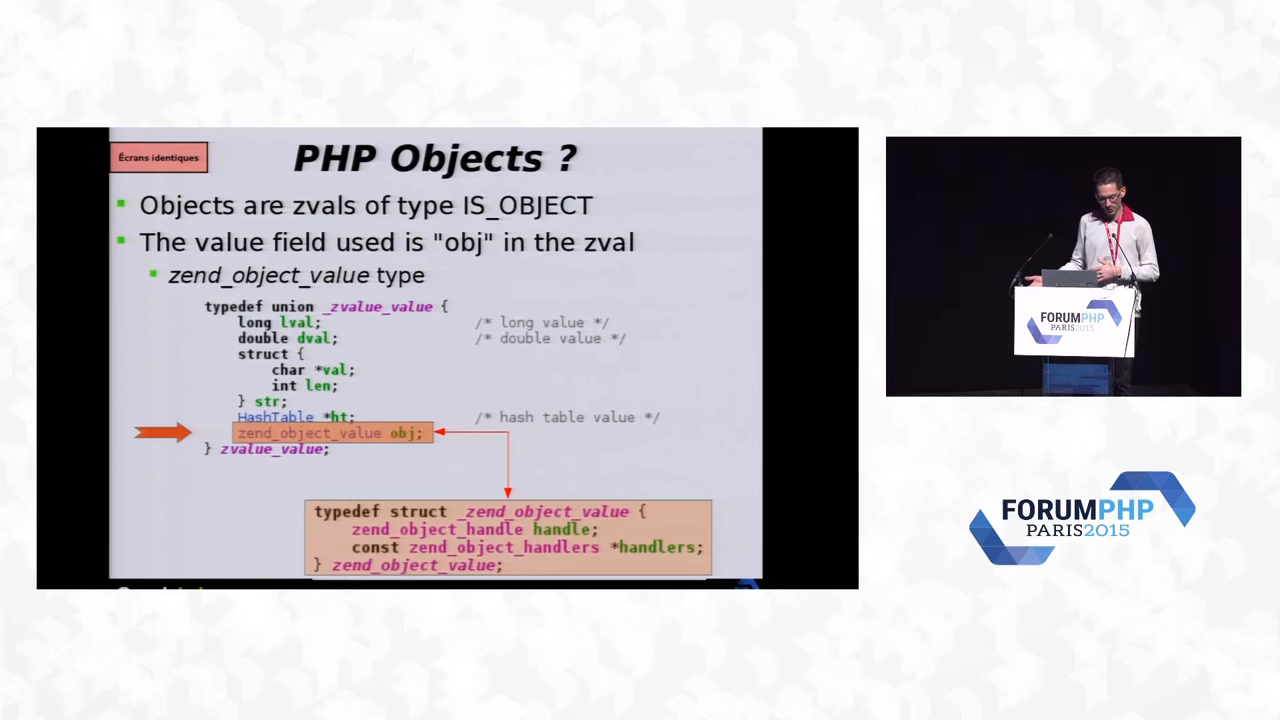 Écrans identiques
PHP Objects ?
Objects are zvals of type IS_OBJECT
The value field used is "obj" in the zval
zend_object_value type
typedef union _zvalue_value {
long lval; /* long value */
double dval; /* double value */
struct {
char *val;
int len;
} str;
HashTable *ht; /* hash table value */
zend_object_value obj;
} zvalue_value;
typedef struct _zend_object_value {
zend_object_handle handle;
const zend_object_handlers *handlers;
} zend_object_value;
FORUMPHP
PARIS2015
FORUMPHP
PARIS2015